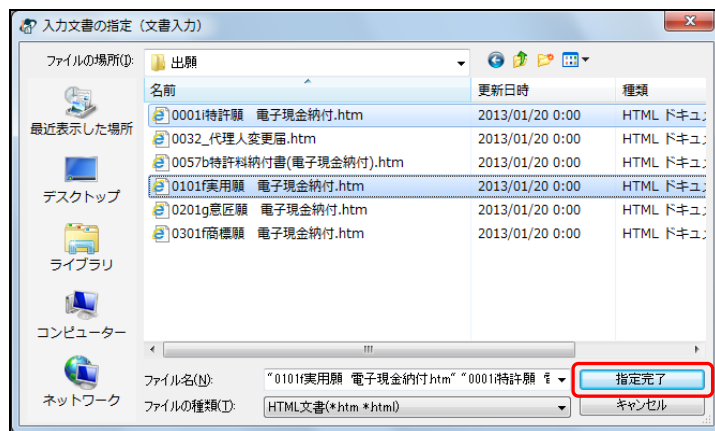 入力文書の指定（文書入力）
ファイルの場所(I):
出願
名前 更新日時 種類
0001i特許願 電子現金納付.htm 2013/01/20 0:00 HTML ドキュ
0032_代理人変更届.htm 2013/01/20 0:00 HTML ドキュ
0057b特許料納付書(電子現金納付).htm 2013/01/20 0:00 HTML ドキュ
0101f実用願 電子現金納付.htm 2013/01/20 0:00 HTML ドキュ
0201g意匠願 電子現金納付.htm 2013/01/20 0:00 HTML ドキュ
0301f商標願 電子現金納付.htm 2013/01/20 0:00 HTML ドキュ
最近表示した場所
デスクトップ
ライブラリ
コンピューター
ネットワーク
ファイル名(N): "0101f実用願 電子現金納付.htm" "0001i特許願 指定完了
ファイルの種類(T): HTML文書(*htm *html) キャンセル